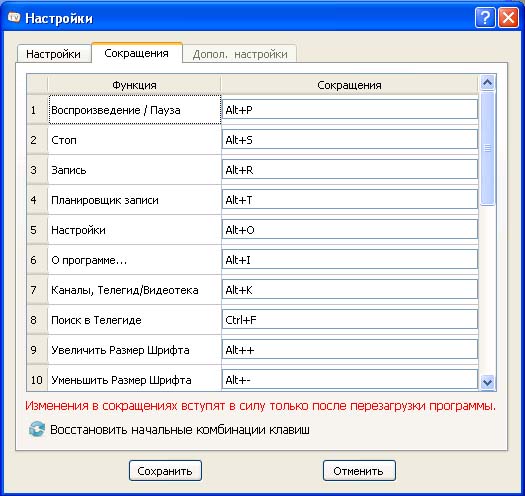 TV Настройки
Настройки Сокращения Допол. настройки
Функция Сокращения
1 Воспроизведение / Пауза Alt+P
2 Стоп Alt+S
3 Запись Alt+R
4 Планировщик записи Alt+T
5 Настройки Alt+O
6 О программе... Alt+I
7 Каналы, Телегид/Видеотека Alt+K
8 Поиск в Телегиде Ctrl+F
9 Увеличить Размер Шрифта Alt++
10 Уменьшить Размер Шрифта Alt+-
Изменения в сокращениях вступят в силу только после перезагрузки программы.
Восстановить начальные комбинации клавиш
Сохранить Отменить